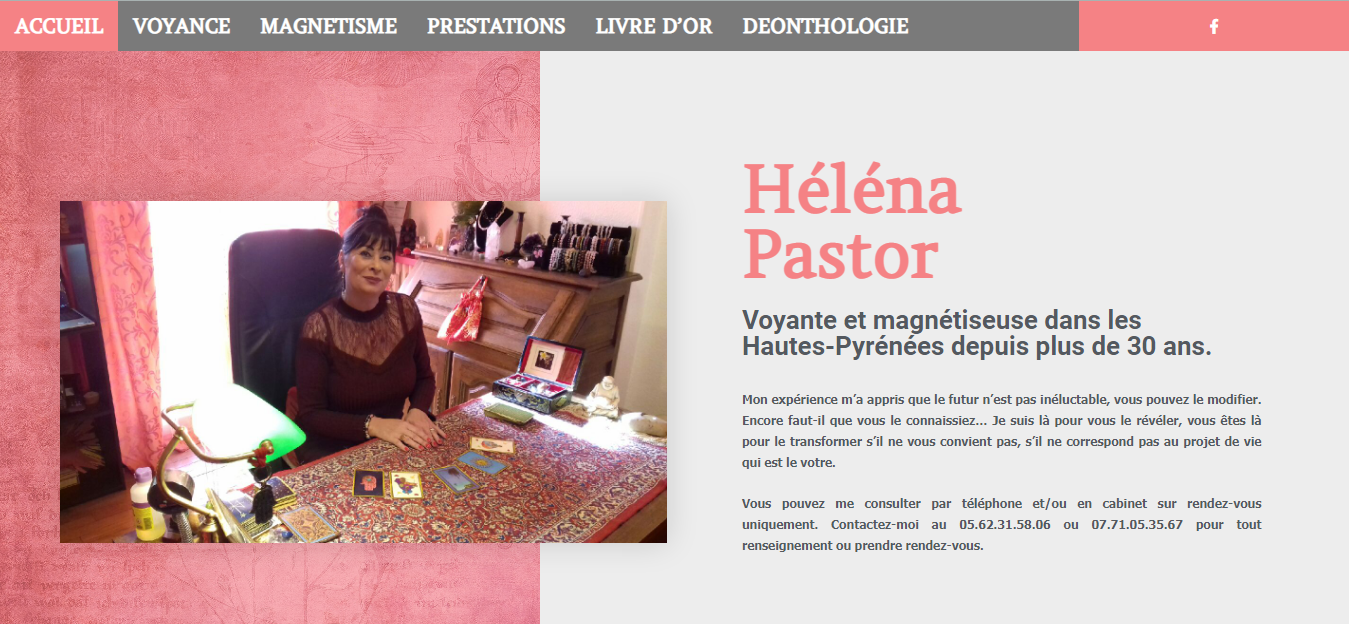 ACCUEIL VOYANCE MAGNETISME PRESTATIONS LIVRE D’OR DEONTHOLOGIE
Héléna
Pastor
Voyante et magnétiseuse dans les
Hautes-Pyrénées depuis plus de 30 ans.
Mon expérience m’a appris que le futur n’est pas inéluctable, vous pouvez le modifier.
Encore faut-il que vous le connaissiez… Je suis là pour vous le révéler, vous êtes là
pour le transformer s’il ne vous convient pas, s’il ne correspond pas au projet de vie
qui est le votre.
Vous pouvez me consulter par téléphone et/ou en cabinet sur rendez-vous
uniquement. Contactez-moi au 05.62.31.58.06 ou 07.71.05.35.67 pour tout
renseignement ou prendre rendez-vous.